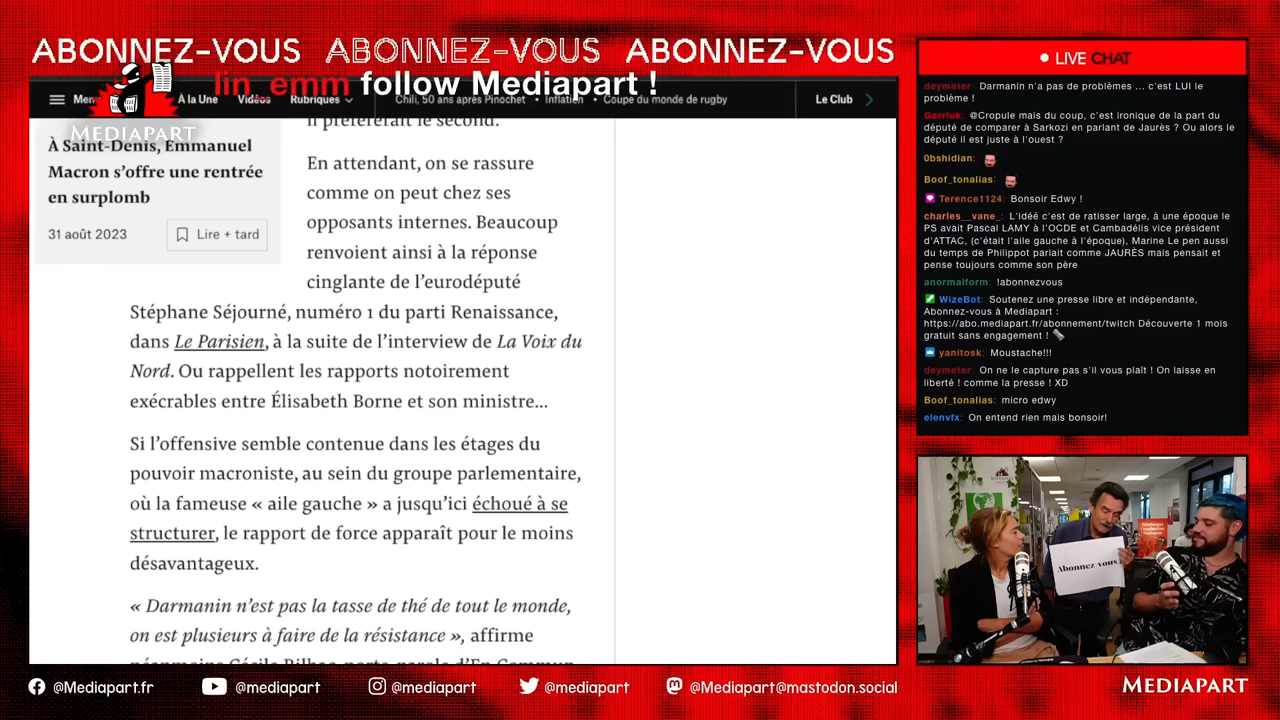 ABONNEZ-VOUS ABONNEZ-VOUS ABONNEZ-VOUS
lin_emm follow Mediapart !
Menu À la Une Vidéos Rubriques Chili, 50 ans après Pinochet • Inflation • Coupe du monde de rugby Le Club
MEDIAPART
À Saint-Denis, Emmanuel
Macron s'offre une rentrée
en surplomb
31 août 2023 Lire + tard
il préférerait le second.
En attendant, on se rassure
comme on peut chez ses
opposants internes. Beaucoup
renvoient ainsi à la réponse
cinglante de l'eurodéputé
Stéphane Séjourné, numéro 1 du parti Renaissance,
dans Le Parisien, à la suite de l'interview de La Voix du
Nord. Ou rappellent les rapports notoirement
exécrables entre Élisabeth Borne et son ministre…
Si l'offensive semble contenue dans les étages du
pouvoir macroniste, au sein du groupe parlementaire,
où la fameuse « aile gauche » a jusqu'ici échoué à se
structurer, le rapport de force apparaît pour le moins
désavantageux.
« Darmanin n'est pas la tasse de thé de tout le monde,
on est plusieurs à faire de la résistance », affirme
néanmoins Cécile Rilhac, porte-parole d'En Commun
LIVE CHAT
deymeter: Darmanin n'a pas de problèmes ... c'est LUI le
problème !
Garrluk: @Cropule mais du coup, c'est ironique de la part du
député de comparer à Sarkozi en parlant de Jaurès ? Ou alors le
député il est juste à l'ouest ?
0bshidian:
Boof_tonalias:
Terence1124: Bonsoir Edwy !
charles__vane_: L'idéé c'est de ratisser large, à une époque le
PS avait Pascal LAMY à l'OCDE et Cambadélis vice président
d'ATTAC, (c'était l'aile gauche à l'époque), Marine Le pen aussi
du temps de Philippot parlait comme JAURÈS mais pensait et
pense toujours comme son père
anormalform: !abonnezvous
WizeBot: Soutenez une presse libre et indépendante,
Abonnez-vous à Mediapart :
https://abo.mediapart.fr/abonnement/twitch Découverte 1 mois
gratuit sans engagement !
yanitosk: Moustache!!!
deymeter: On ne le capture pas s'il vous plaît ! On laisse en
liberté ! comme la presse ! XD
Boof_tonalias: micro edwy
elenvfx: On entend rien mais bonsoir!
Abonnez-vous
@Mediapart.fr @mediapart @mediapart @mediapart @Mediapart@mastodon.social
MEDIAPART